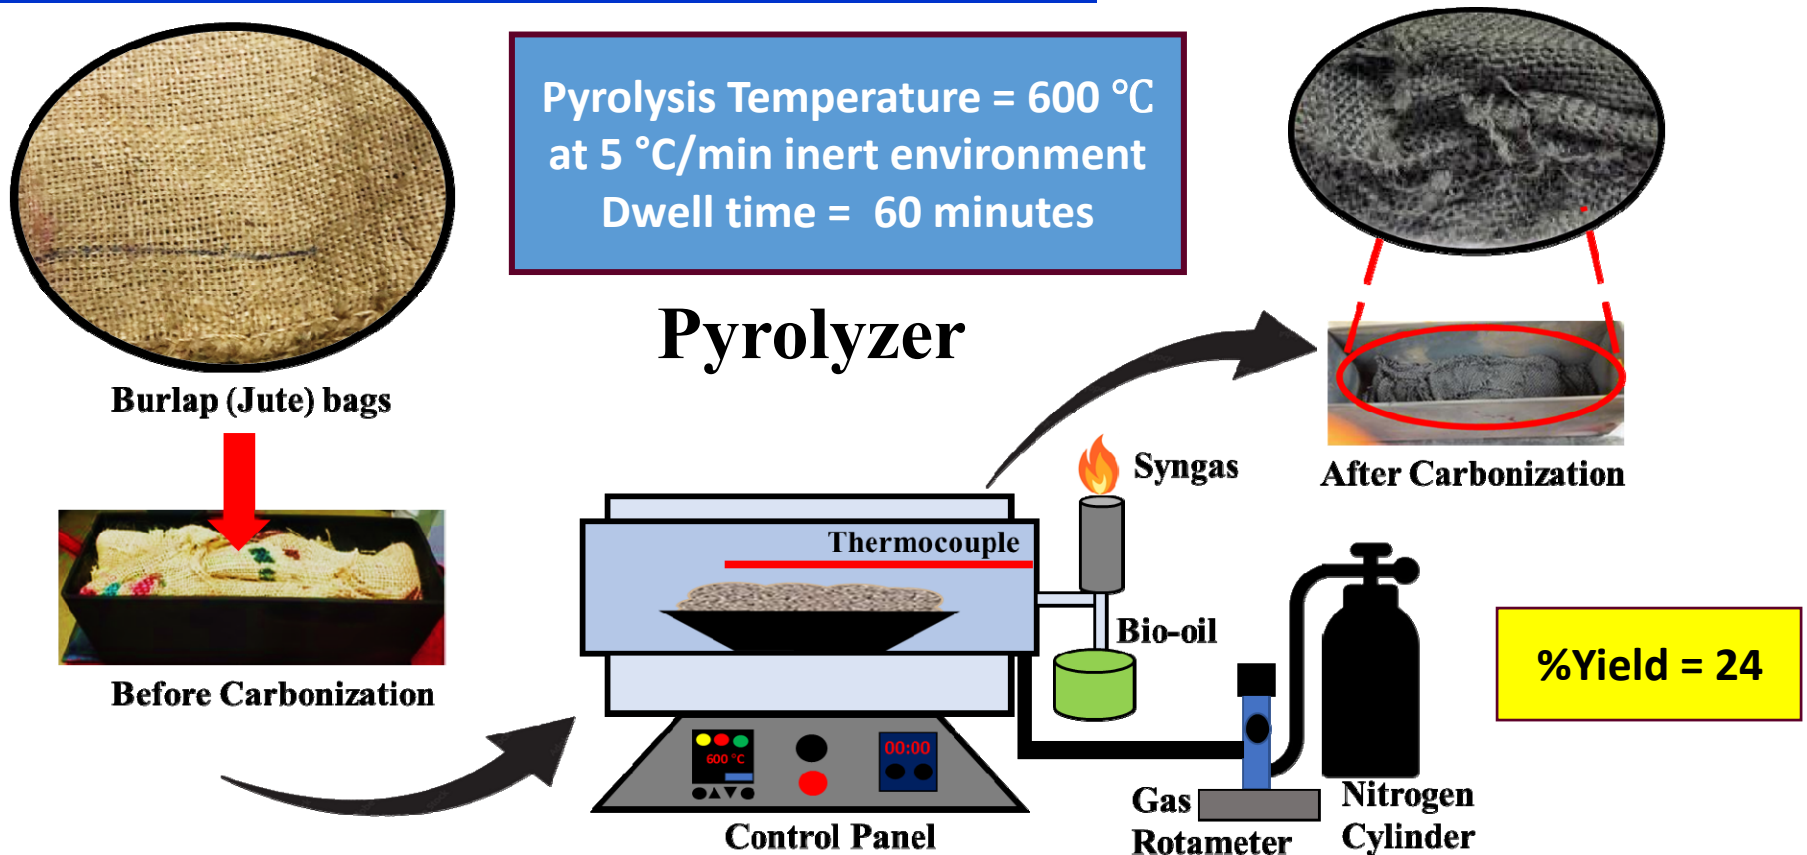 Pyrolysis Temperature = 600 ℃
at 5 °C/min inert environment
Dwell time = 60 minutes
Pyrolyzer
Burlap (Jute) bags
Before Carbonization
Thermocouple
Syngas
Bio-oil
After Carbonization
%Yield = 24
600 °C
00:00
Control Panel
Gas
Rotameter
Nitrogen
Cylinder